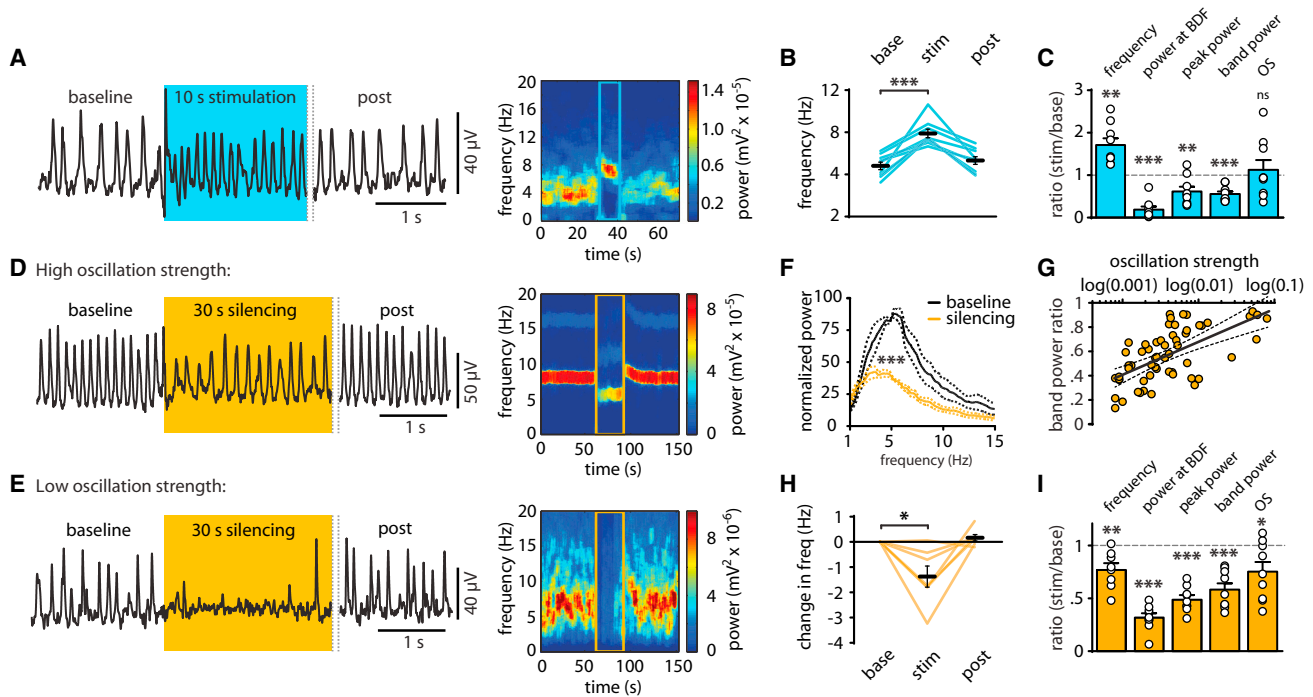 A
baseline
10 s stimulation
post
40 µV
1 s
frequency (Hz)
20
16
12
8
4
0
0 20 40 60
time (s)
1.4
1.0
0.6
0.2
power (mV² x 10⁻⁵)
B
base
stim
post
***
frequency (Hz)
12
8
4
2
C
frequency
power at BDF
peak power
band power
OS
ratio (stim/base)
3
2
1
0
**
***
**
***
ns
D High oscillation strength:
baseline
30 s silencing
post
50 µV
1 s
frequency (Hz)
20
15
10
5
0
0 50 100 150
time (s)
8
6
4
2
0
power (mV² x 10⁻⁵)
F
baseline
silencing
normalized power
100
75
50
25
0
***
1 5 10 15
frequency (Hz)
G
oscillation strength
log(0.001) log(0.01) log(0.1)
band power ratio
1
.8
.6
.4
.2
0
E Low oscillation strength:
baseline
30 s silencing
post
40 µV
1 s
frequency (Hz)
20
15
10
5
0
0 50 100 150
time (s)
8
6
4
2
0
power (mV² x 10⁻⁶)
H
change in freq (Hz)
1
0
-1
-2
-3
-4
*
base
stim
post
I
frequency
power at BDF
peak power
band power
OS
ratio (stim/base)
1
.5
0
**
***
***
***
*